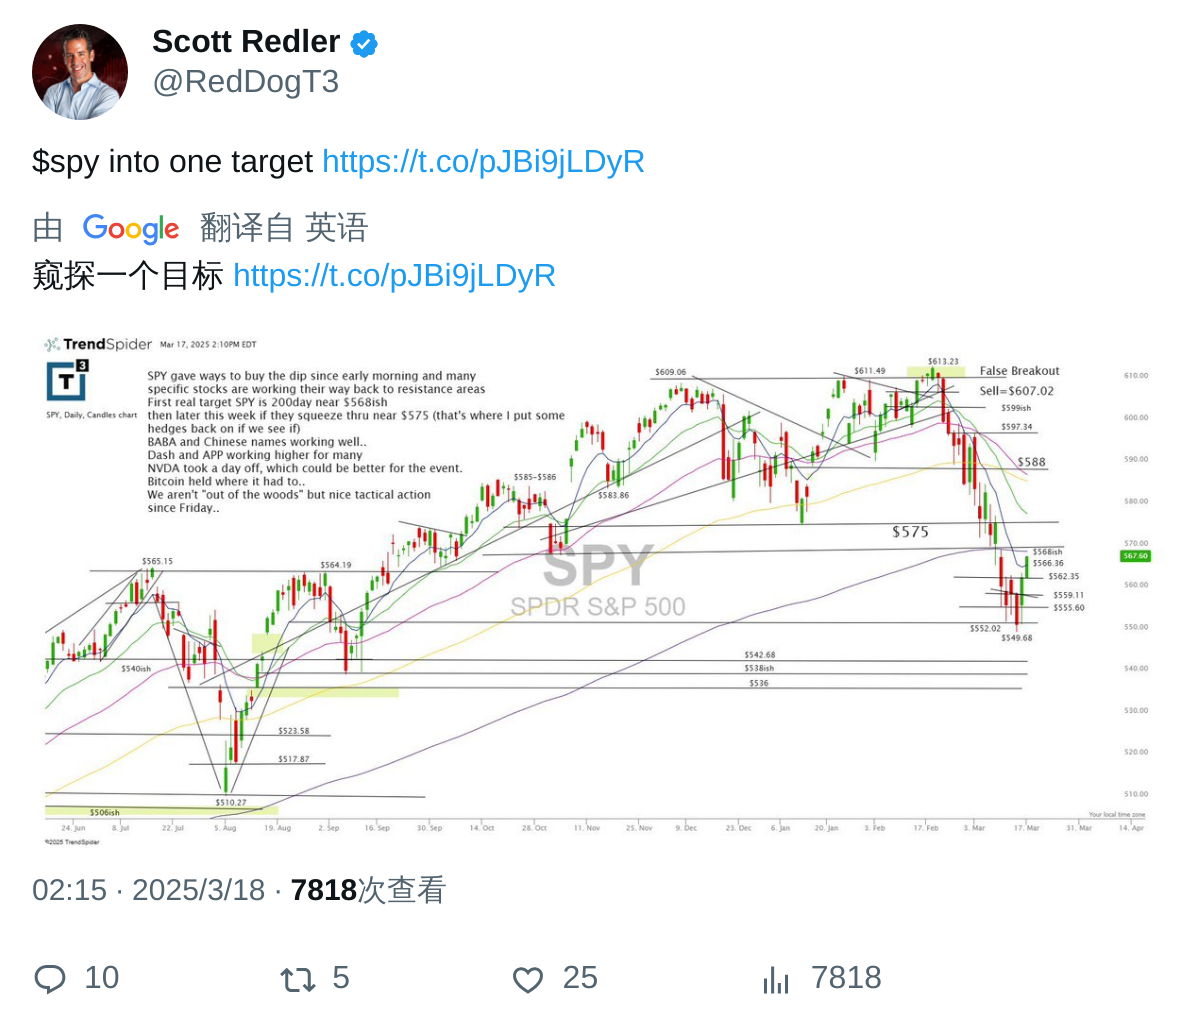 Scott Redler
@RedDogT3
$spy into one target https://t.co/pJBi9jLDyR
由 Google 翻译自 英语
窥探一个目标 https://t.co/pJBi9jLDyR
TrendSpider Mar 17, 2025 2:10PM EDT
T 3
SPY, Daily, Candles chart
SPY gave ways to buy the dip since early morning and many
specific stocks are working their way back to resistance areas
First real target SPY is 200day near $568ish
then later this week if they squeeze thru near $575 (that's where I put some
hedges back on if we see if)
BABA and Chinese names working well..
Dash and APP working higher for many
NVDA took a day off, which could be better for the event.
Bitcoin held where it had to..
We aren't "out of the woods" but nice tactical action
since Friday..
$613.23
$609.06
$611.49
False Breakout
Sell=$607.02
$599ish
$597.34
$588
$585-$586
$583.86
$575
$568ish
$566.36
$565.15
$564.19
$562.35
$559.11
$555.60
$552.02
$549.68
$542.68
$540ish
$538ish
$536
$523.58
$517.87
$510.27
$506ish
SPY
SPDR S&P 500
610.00
600.00
590.00
580.00
570.00
567.60
560.00
550.00
540.00
530.00
520.00
510.00
Your local time zone
24. Jun 8. Jul 22. Jul 5. Aug 19. Aug 2. Sep 16. Sep 30. Sep 14. Oct 28. Oct 11. Nov 25. Nov 9. Dec 23. Dec 6. Jan 20. Jan 3. Feb 17. Feb 3. Mar 17. Mar 31. Mar 14. Apr
©2025 TrendSpider
02:15 · 2025/3/18 · 7818次查看
10 5 25 7818